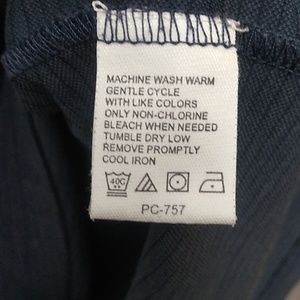 MACHINE WASH WARM
GENTLE CYCLE
WITH LIKE COLORS
ONLY NON-CHLORINE
BLEACH WHEN NEEDED
TUMBLE DRY LOW
REMOVE PROMPTLY
COOL IRON
40C
PC-757